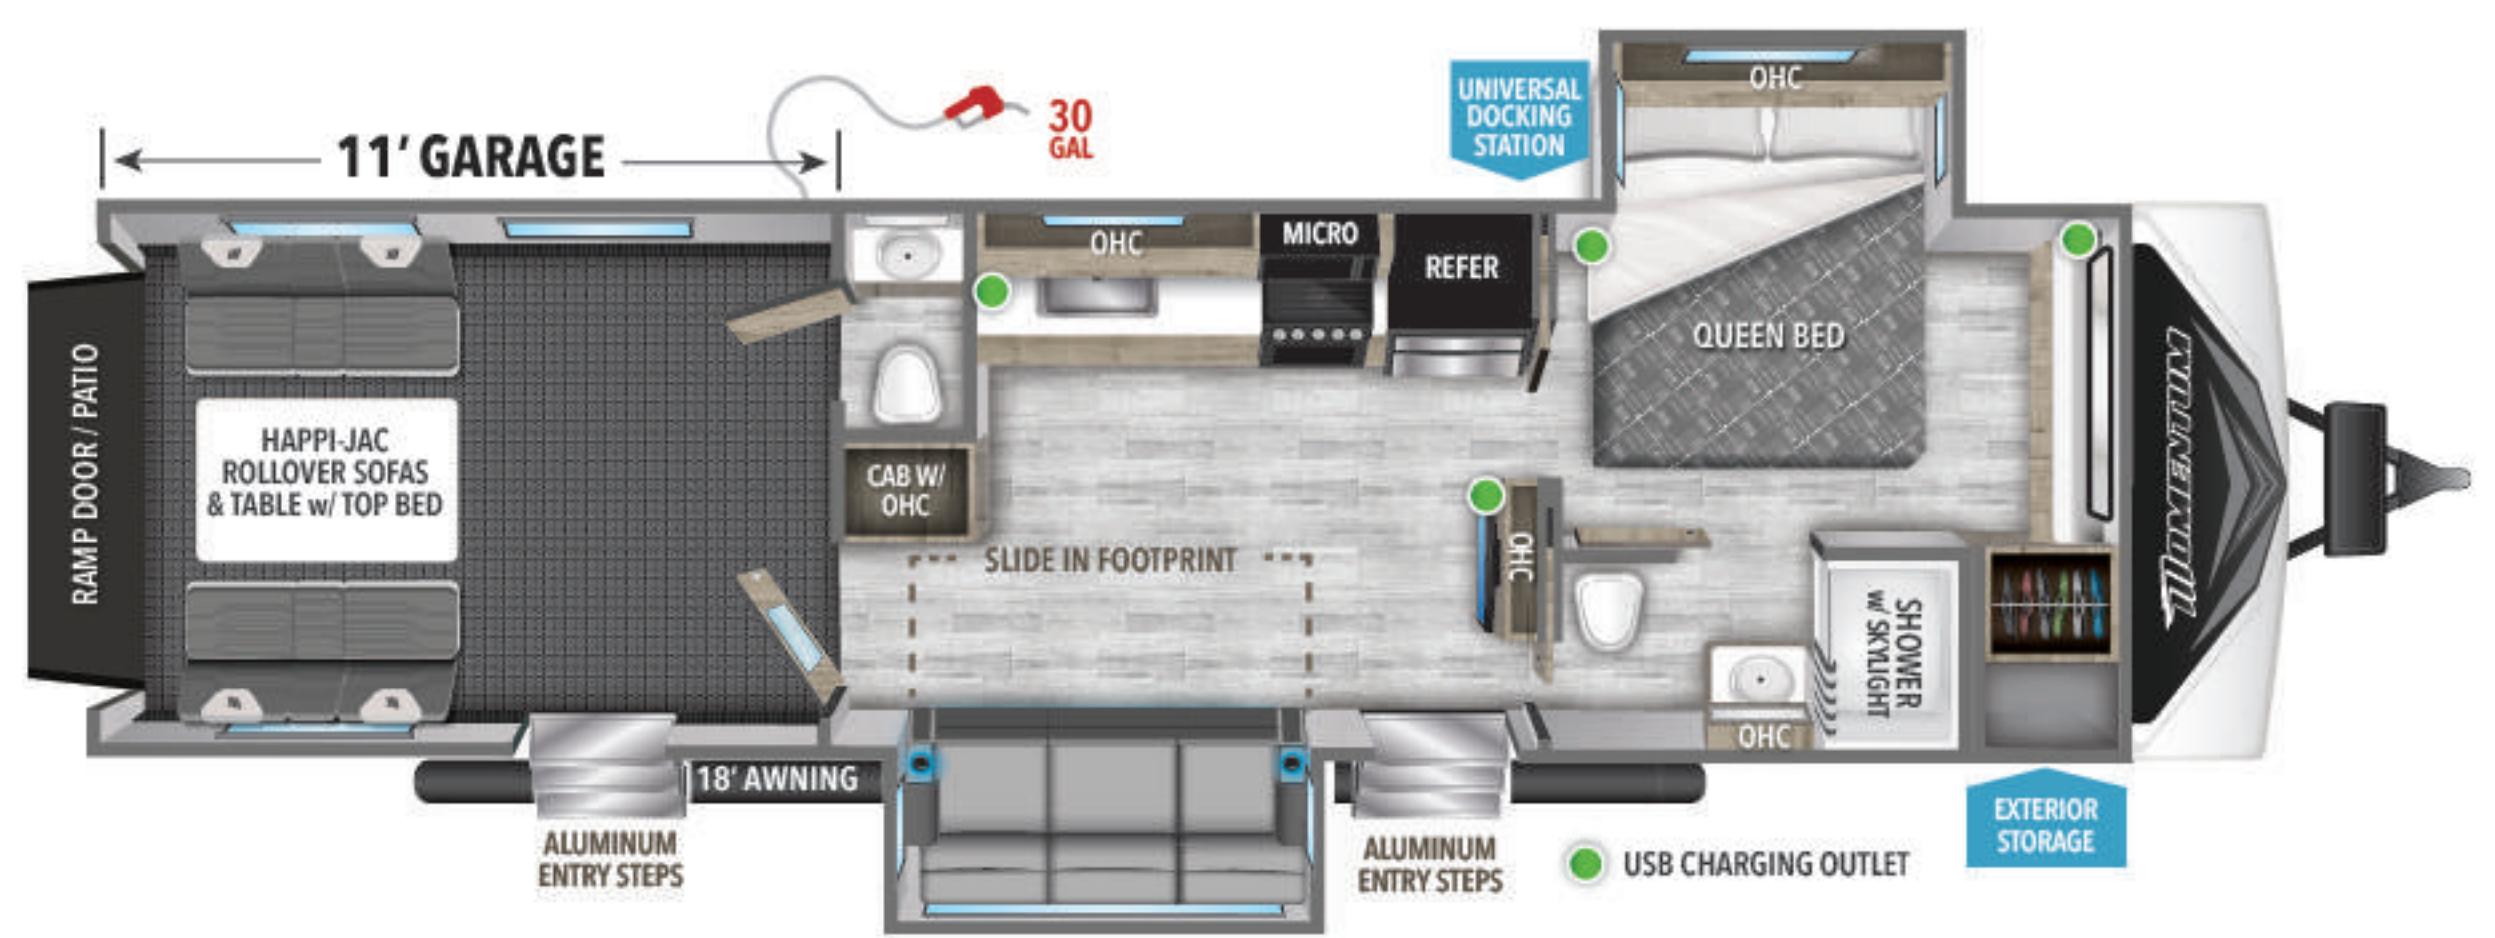 UNIVERSAL
DOCKING
STATION
OHC
30
GAL
11' GARAGE
OHC
MICRO
REFER
QUEEN BED
RAMP DOOR / PATIO
HAPPI-JAC
ROLLOVER SOFAS
& TABLE w/ TOP BED
CAB W/
OHC
SLIDE IN FOOTPRINT
OHC
SHOWER
w/ SKYLIGHT
OHC
MOMENTUM
18' AWNING
ALUMINUM
ENTRY STEPS
ALUMINUM
ENTRY STEPS
USB CHARGING OUTLET
EXTERIOR
STORAGE